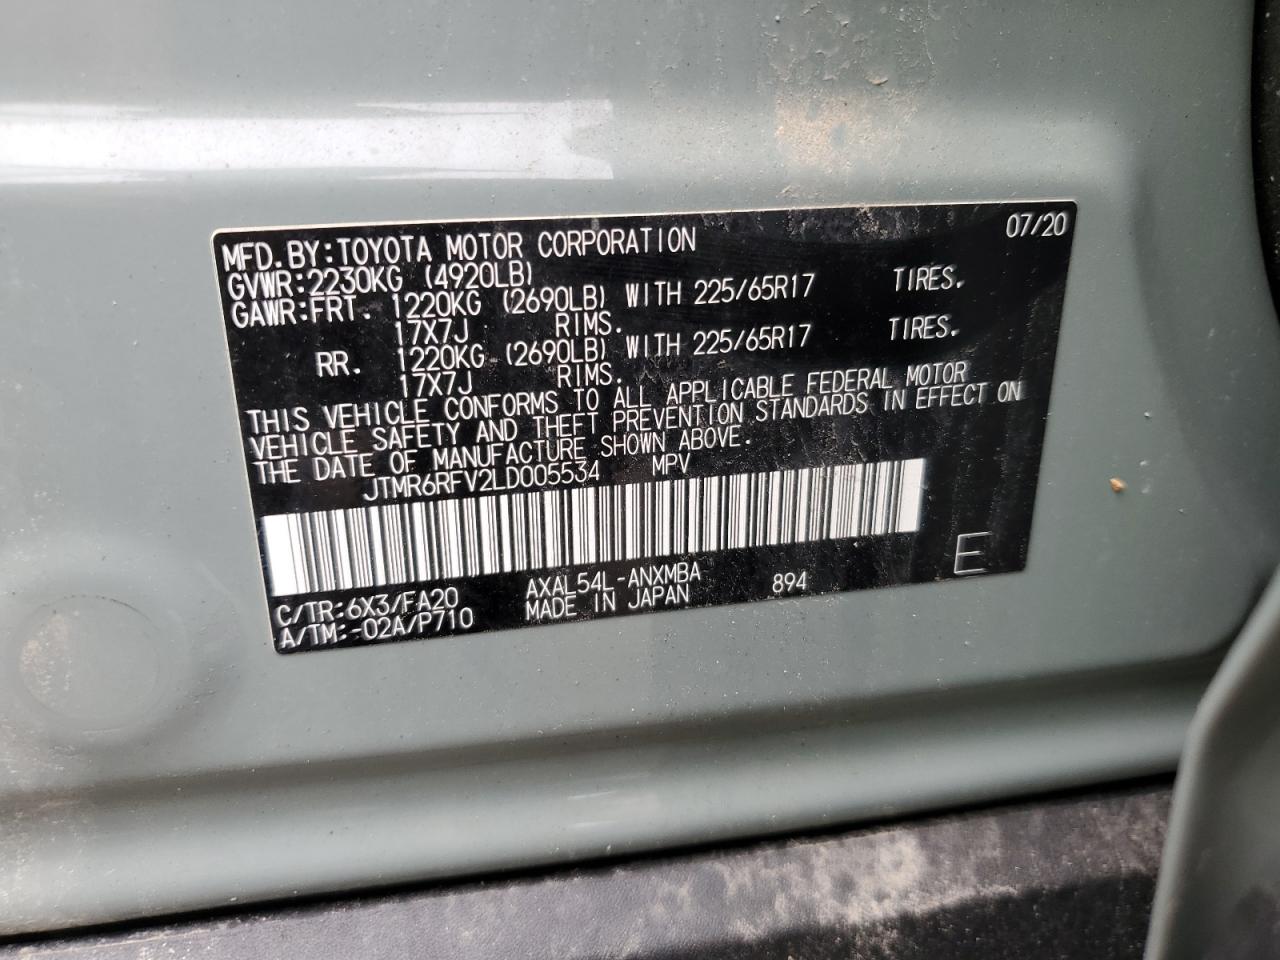 MFD.BY:TOYOTA MOTOR CORPORATION 07/20
GVWR:2230KG (4920LB)
GAWR:FRT. 1220KG (2690LB) WITH 225/65R17 TIRES.
17X7J RIMS.
RR. 1220KG (2690LB) WITH 225/65R17 TIRES.
17X7J RIMS.
THIS VEHICLE CONFORMS TO ALL APPLICABLE FEDERAL MOTOR
VEHICLE SAFETY AND THEFT PREVENTION STANDARDS IN EFFECT ON
THE DATE OF MANUFACTURE SHOWN ABOVE.
JTMR6RFV2LD005534 MPV
E
C/TR:6X3/FA20 AXAL54L-ANXMBA 894
A/TM:-02A/P710 MADE IN JAPAN